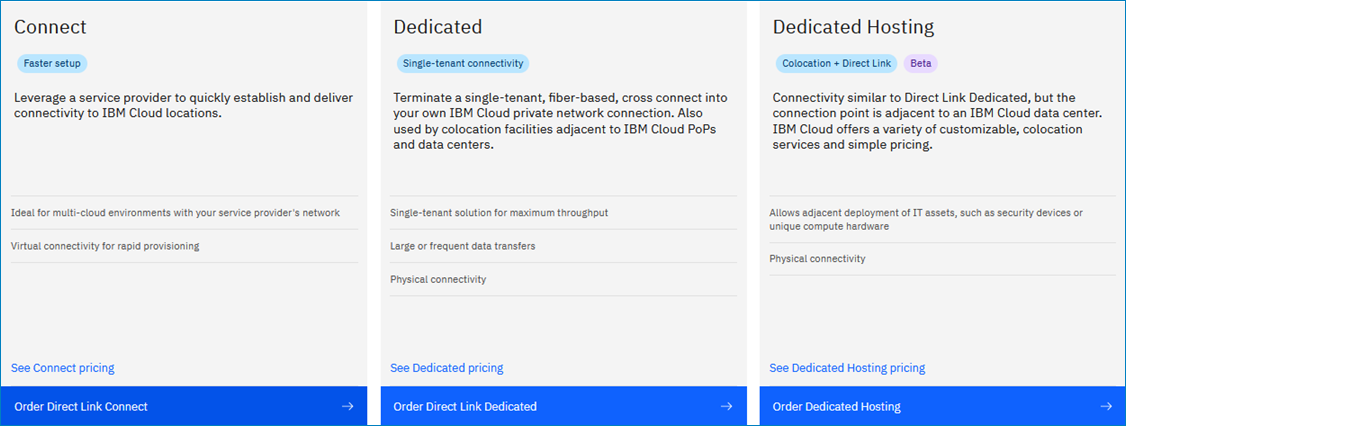 Connect
Faster setup
Leverage a service provider to quickly establish and deliver
connectivity to IBM Cloud locations.
Ideal for multi-cloud environments with your service provider's network
Virtual connectivity for rapid provisioning
See Connect pricing
Order Direct Link Connect
Dedicated
Single-tenant connectivity
Terminate a single-tenant, fiber-based, cross connect into
your own IBM Cloud private network connection. Also
used by colocation facilities adjacent to IBM Cloud PoPs
and data centers.
Single-tenant solution for maximum throughput
Large or frequent data transfers
Physical connectivity
See Dedicated pricing
Order Direct Link Dedicated
Dedicated Hosting
Colocation + Direct Link
Beta
Connectivity similar to Direct Link Dedicated, but the
connection point is adjacent to an IBM Cloud data center.
IBM Cloud offers a variety of customizable, colocation
services and simple pricing.
Allows adjacent deployment of IT assets, such as security devices or
unique compute hardware
Physical connectivity
See Dedicated Hosting pricing
Order Dedicated Hosting